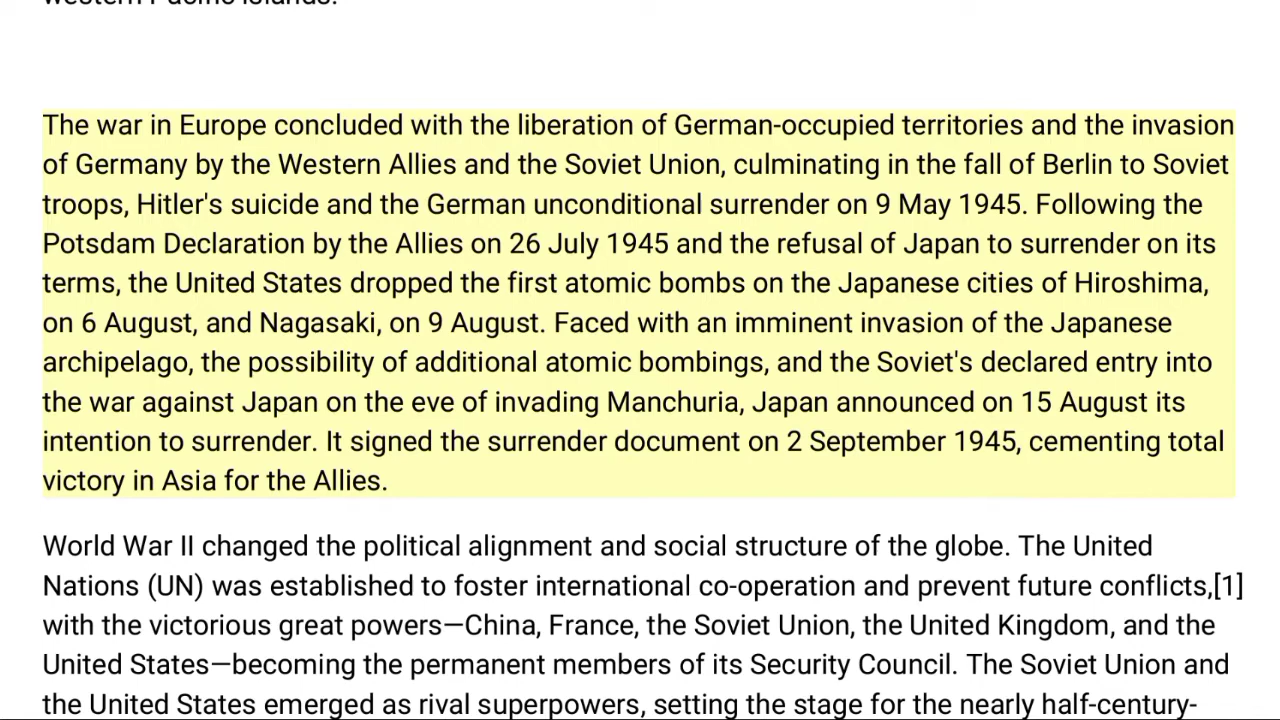 western Pacific islands.
The war in Europe concluded with the liberation of German-occupied territories and the invasion
of Germany by the Western Allies and the Soviet Union, culminating in the fall of Berlin to Soviet
troops, Hitler's suicide and the German unconditional surrender on 9 May 1945. Following the
Potsdam Declaration by the Allies on 26 July 1945 and the refusal of Japan to surrender on its
terms, the United States dropped the first atomic bombs on the Japanese cities of Hiroshima,
on 6 August, and Nagasaki, on 9 August. Faced with an imminent invasion of the Japanese
archipelago, the possibility of additional atomic bombings, and the Soviet's declared entry into
the war against Japan on the eve of invading Manchuria, Japan announced on 15 August its
intention to surrender. It signed the surrender document on 2 September 1945, cementing total
victory in Asia for the Allies.
World War II changed the political alignment and social structure of the globe. The United
Nations (UN) was established to foster international co-operation and prevent future conflicts,[1]
with the victorious great powers—China, France, the Soviet Union, the United Kingdom, and the
United States—becoming the permanent members of its Security Council. The Soviet Union and
the United States emerged as rival superpowers, setting the stage for the nearly half-century-